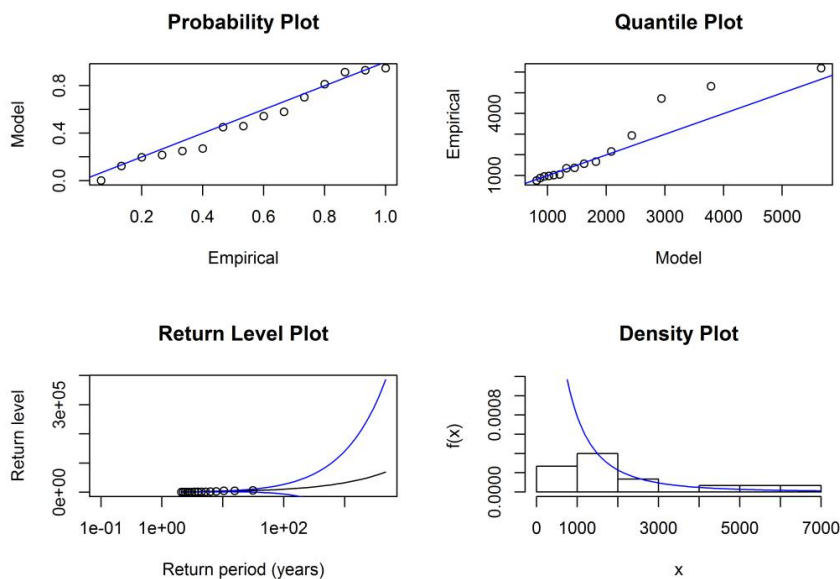 Probability Plot
Model
0.0 0.4 0.8
0.2 0.4 0.6 0.8 1.0
Empirical
Quantile Plot
Empirical
1000 4000
1000 2000 3000 4000 5000
Model
Return Level Plot
Return level
0e+00 3e+05
1e-01 1e+00 1e+02
Return period (years)
Density Plot
f(x)
0.0000 0.0008
0 1000 3000 5000 7000
x